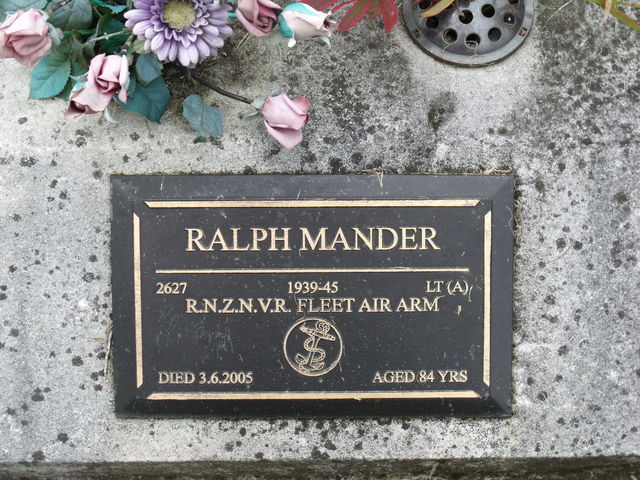 RALPH MANDER
2627 1939-45 LT (A)
R.N.Z.N.V.R. FLEET AIR ARM
DIED 3.6.2005 AGED 84 YRS